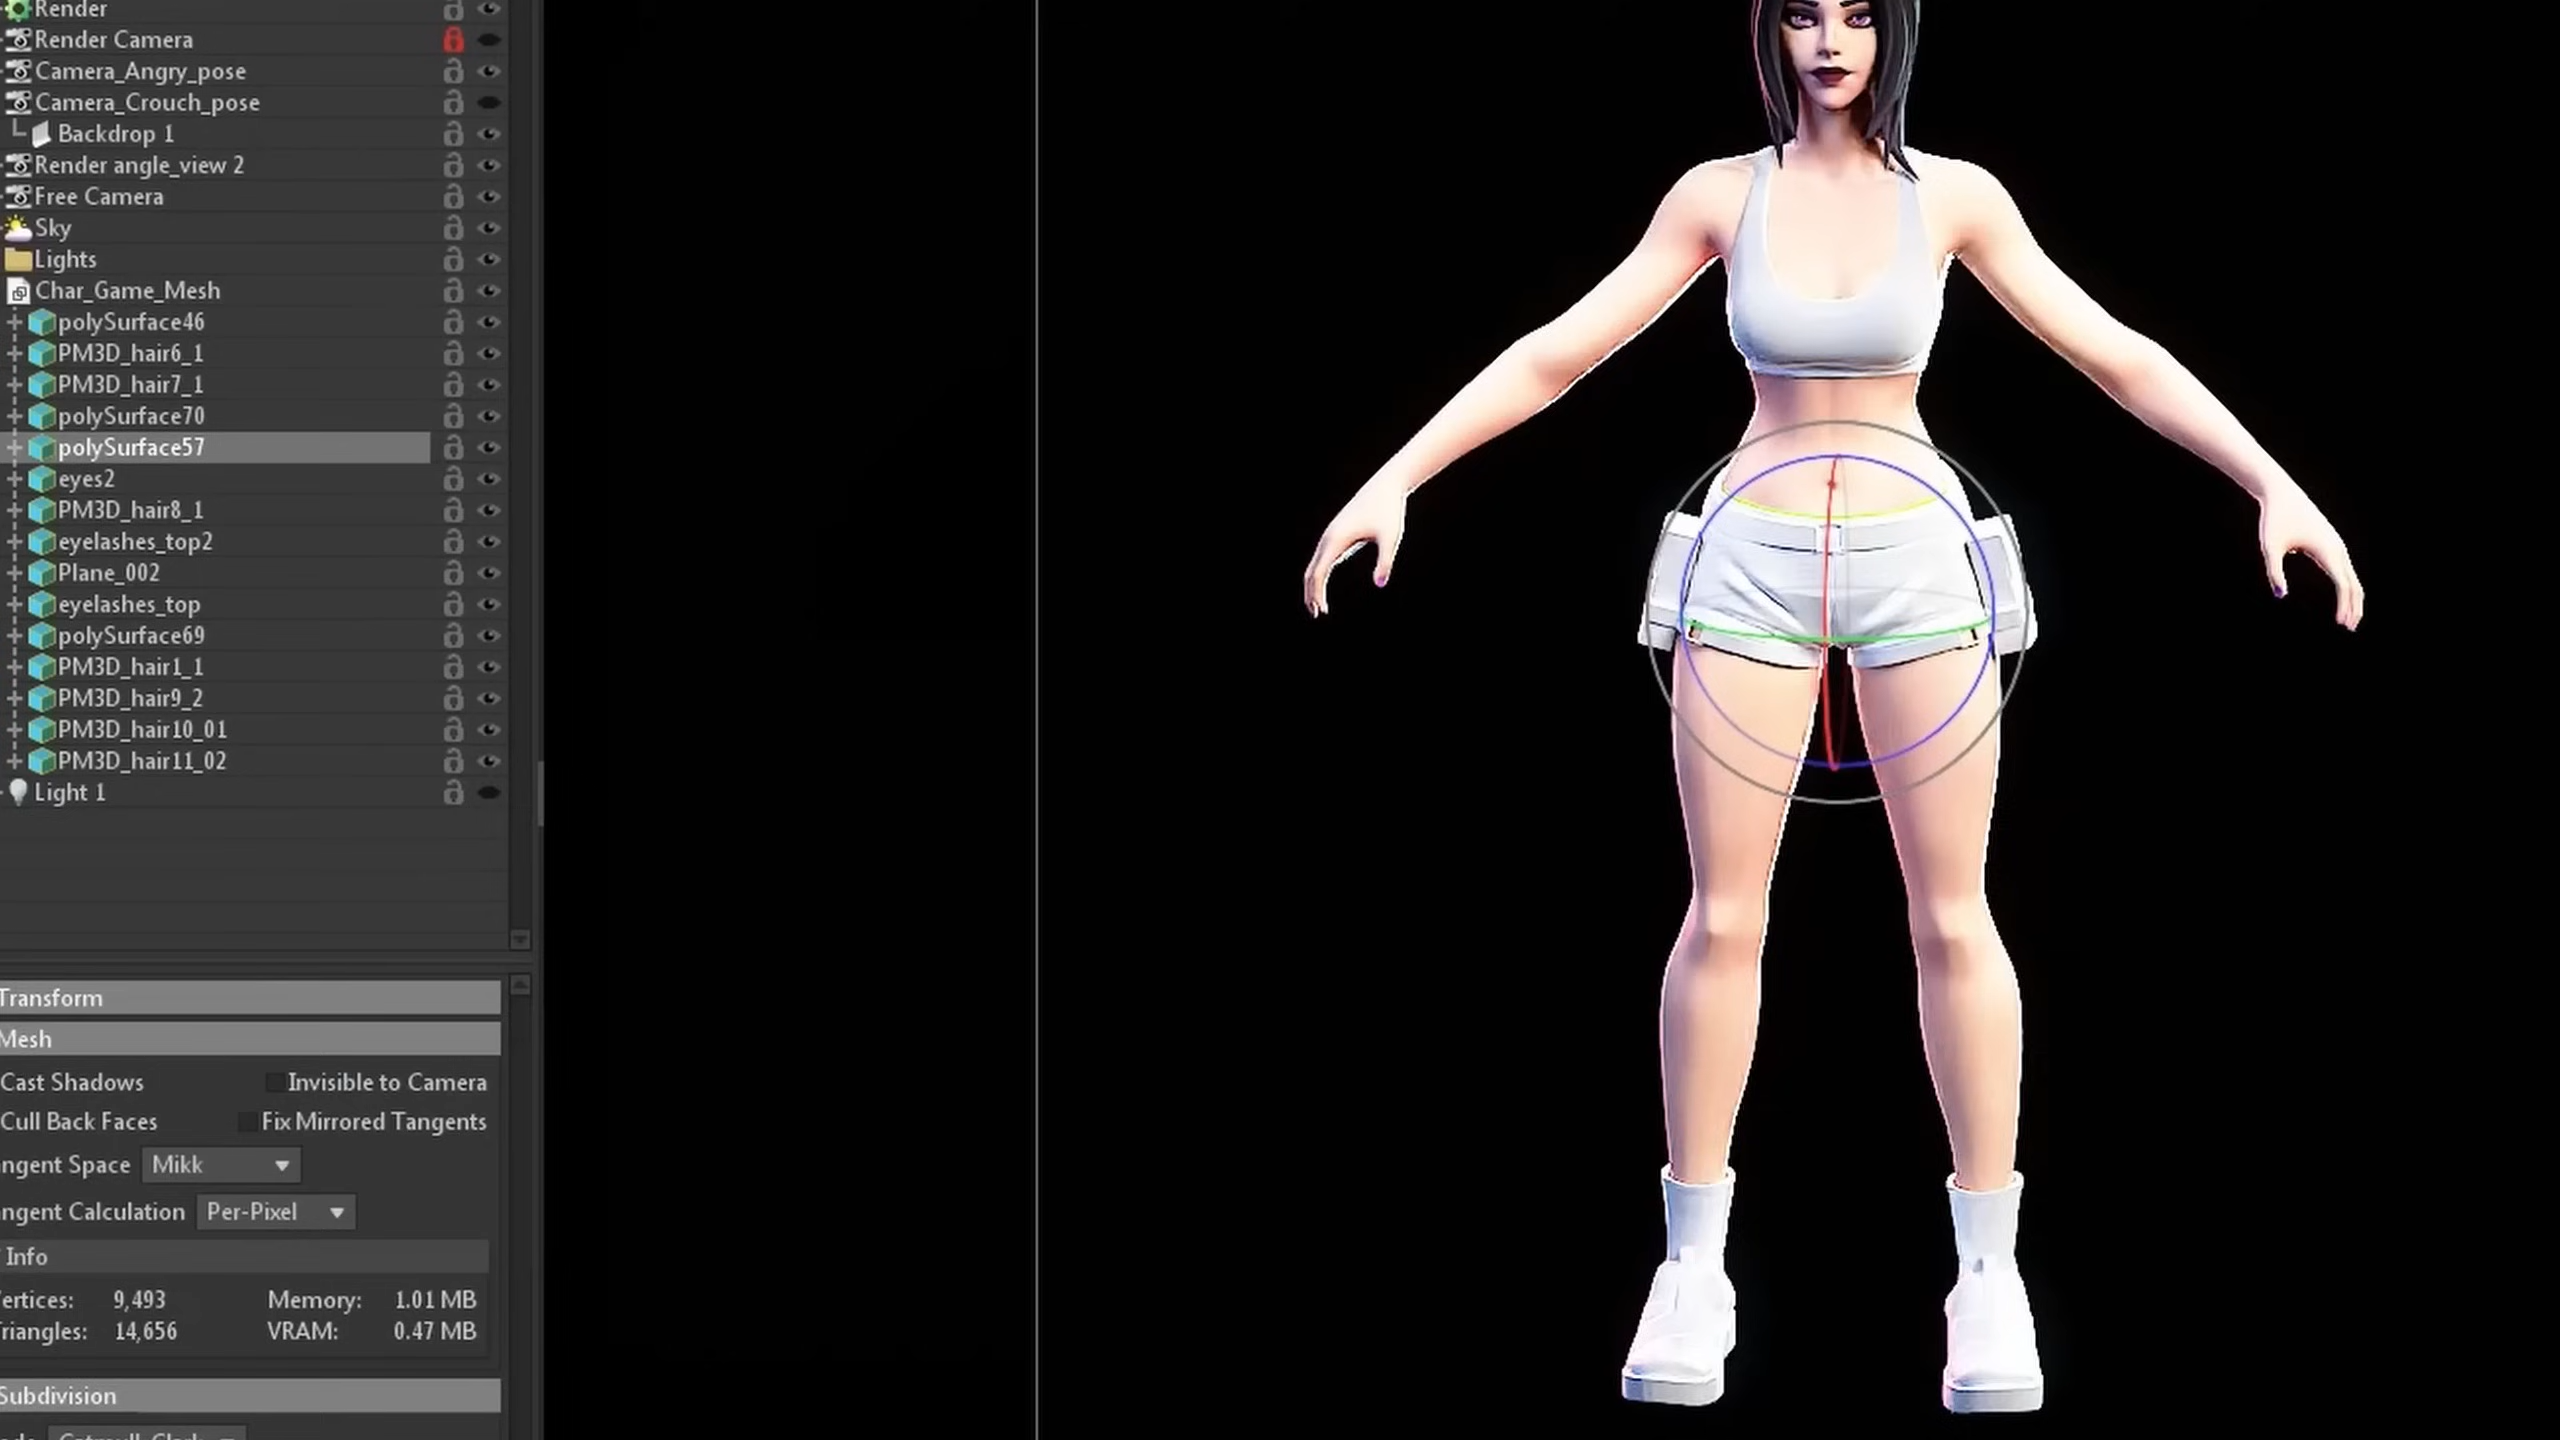 Render
Render Camera
Camera_Angry_pose
Camera_Crouch_pose
Backdrop 1
Render angle_view 2
Free Camera
Sky
Lights
Char_Game_Mesh
polySurface46
PM3D_hair6_1
PM3D_hair7_1
polySurface70
polySurface57
eyes2
PM3D_hair8_1
eyelashes_top2
Plane_002
eyelashes_top
polySurface69
PM3D_hair1_1
PM3D_hair9_2
PM3D_hair10_01
PM3D_hair11_02
Light 1
Transform
Mesh
Cast Shadows Invisible to Camera
Cull Back Faces Fix Mirrored Tangents
ngent Space Mikk
ngent Calculation Per-Pixel
Info
ertices: 9,493 Memory: 1.01 MB
riangles: 14,656 VRAM: 0.47 MB
Subdivision